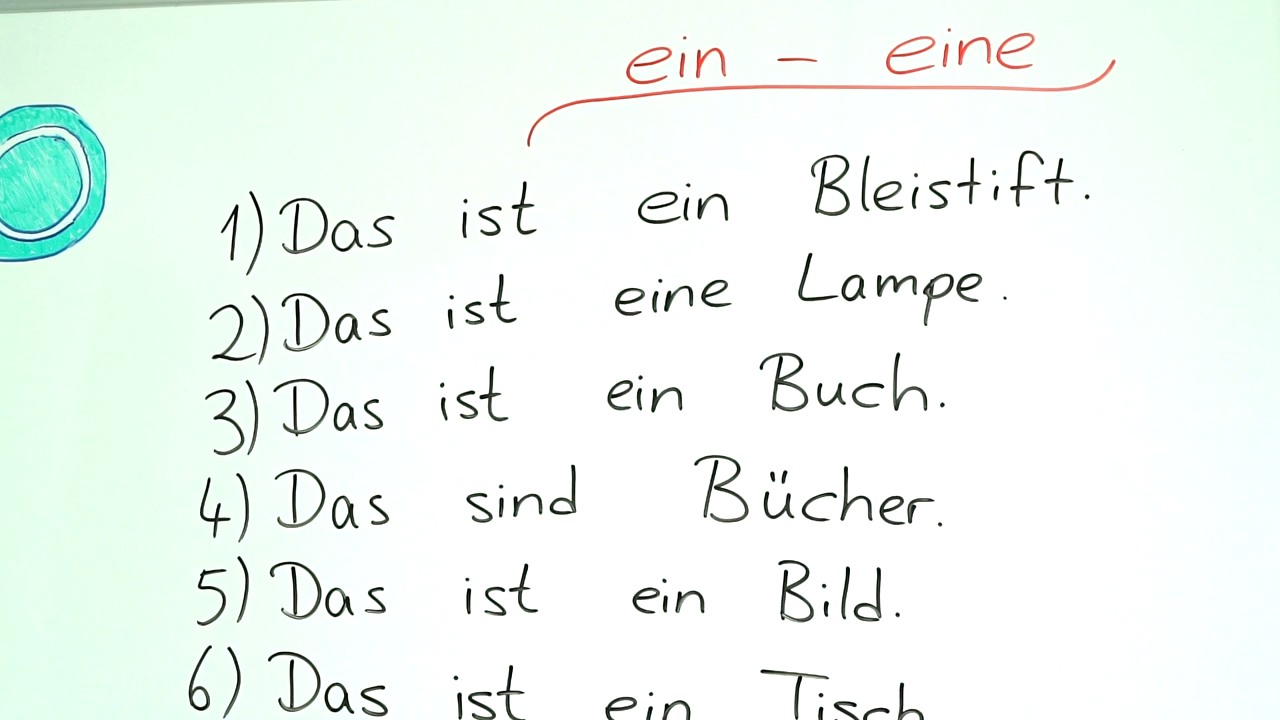 ein - eine
1) Das ist ein Bleistift.
2) Das ist eine Lampe.
3) Das ist ein Buch.
4) Das sind Bücher.
5) Das ist ein Bild.
6) Das ist ein Tisch